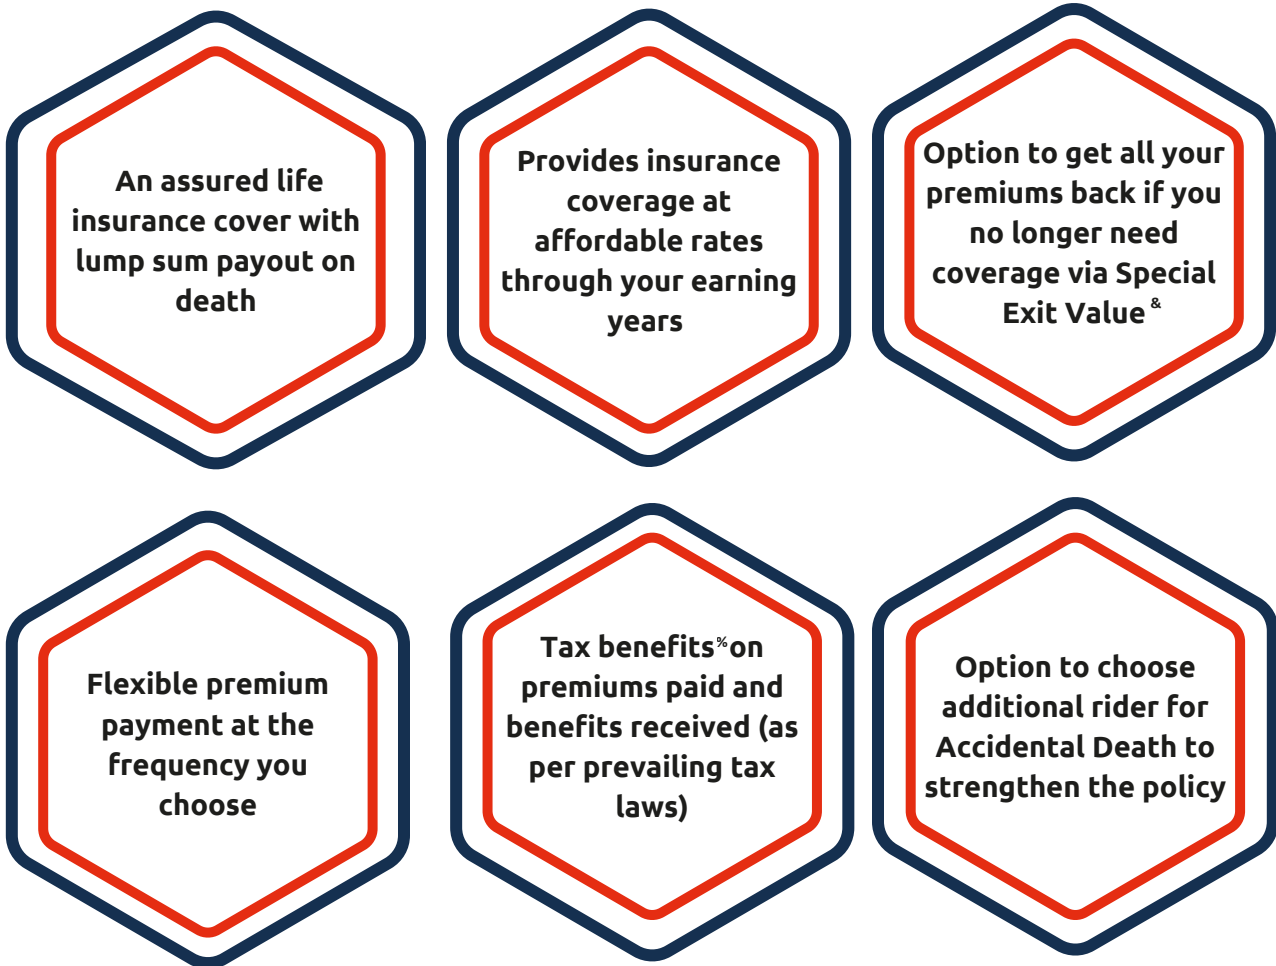 An assured life
insurance cover with
lump sum payout on
death
Provides insurance
coverage at
affordable rates
through your earning
years
Option to get all your
premiums back if you
no longer need
coverage via Special
Exit Value &
Flexible premium
payment at the
frequency you
choose
Tax benefits%on
premiums paid and
benefits received (as
per prevailing tax
laws)
Option to choose
additional rider for
Accidental Death to
strengthen the policy